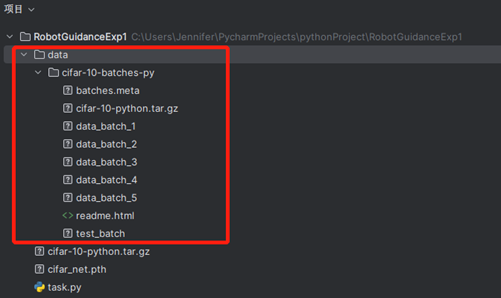 项目
RobotGuidanceExp1 C:\Users\Jennifer\PycharmProjects\pythonProject\RobotGuidanceExp1
data
cifar-10-batches-py
batches.meta
cifar-10-python.tar.gz
data_batch_1
data_batch_2
data_batch_3
data_batch_4
data_batch_5
<> readme.html
test_batch
cifar-10-python.tar.gz
cifar_net.pth
task.py